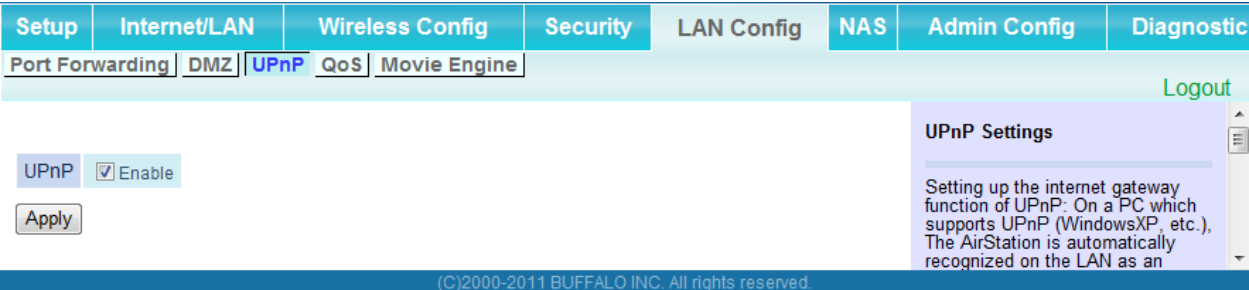 Setup Internet/LAN Wireless Config Security LAN Config NAS Admin Config Diagnostic
Port Forwarding DMZ UPnP QoS Movie Engine
Logout
UPnP Enable
Apply
UPnP Settings
Setting up the internet gateway
function of UPnP: On a PC which
supports UPnP (WindowsXP, etc.),
The AirStation is automatically
recognized on the LAN as an
(C)2000-2011 BUFFALO INC. All rights reserved.